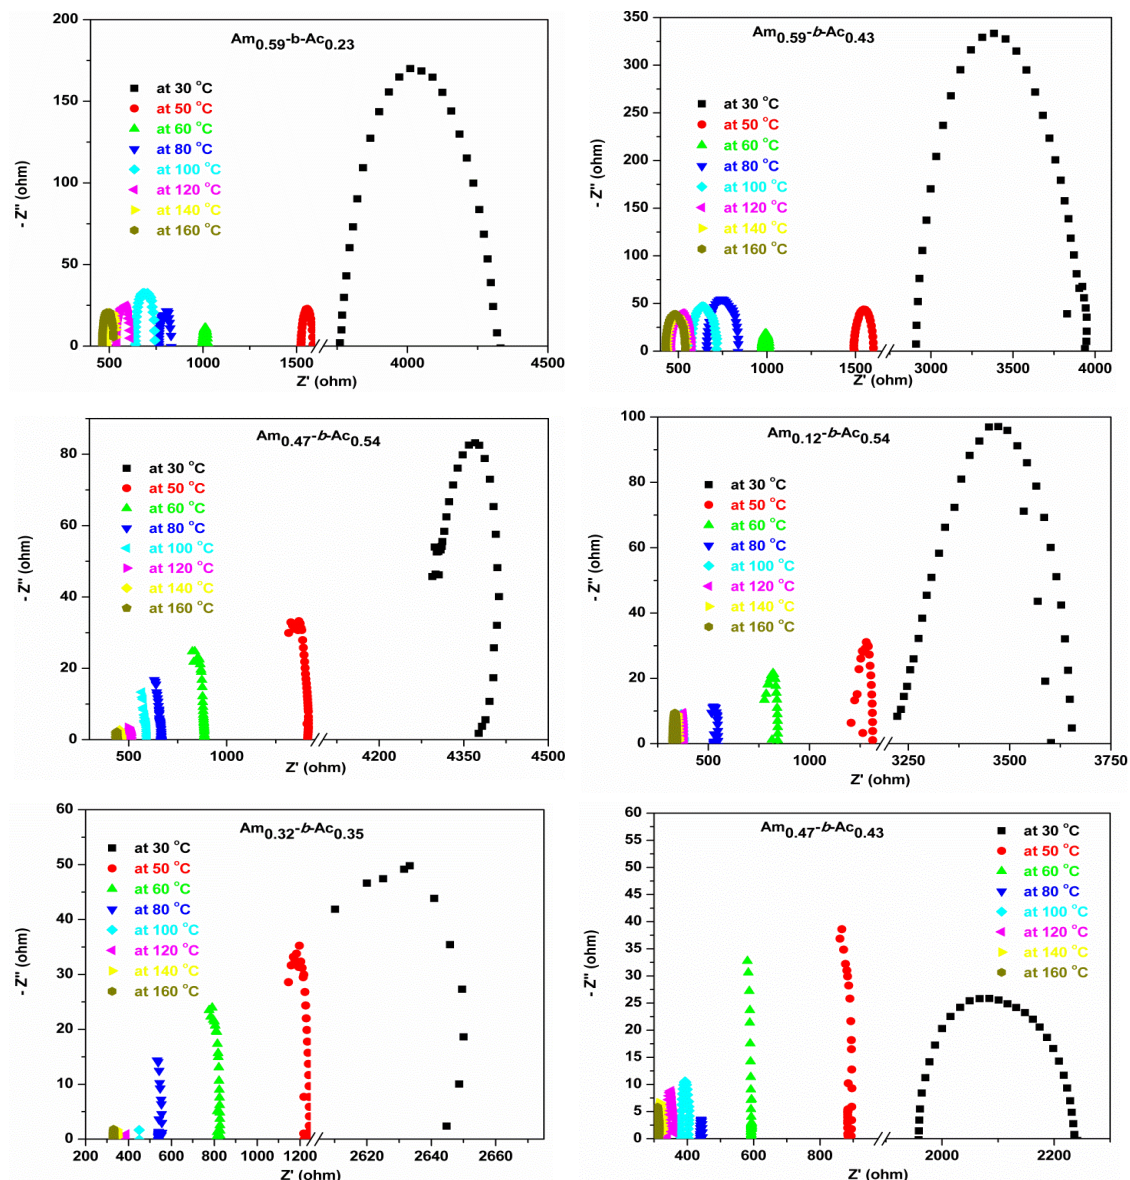 Am0.59-b-Ac0.23
200
150
100
50
0
- Z'' (ohm)
at 30 °C
at 50 °C
at 60 °C
at 80 °C
at 100 °C
at 120 °C
at 140 °C
at 160 °C
500 1000 1500 4000 4500
Z' (ohm)
Am0.59-b-Ac0.43
350
300
250
200
150
100
50
0
- Z'' (ohm)
at 30 °C
at 50 °C
at 60 °C
at 80 °C
at 100 °C
at 120 °C
at 140 °C
at 160 °C
500 1000 1500 3000 3500 4000
Z' (ohm)
Am0.47-b-Ac0.54
80
60
40
20
0
- Z'' (ohm)
at 30 °C
at 50 °C
at 60 °C
at 80 °C
at 100 °C
at 120 °C
at 140 °C
at 160 °C
500 1000 4250 4300 4350 4400 4500
Z' (ohm)
Am0.12-b-Ac0.54
100
80
60
40
20
0
- Z'' (ohm)
at 30 °C
at 50 °C
at 60 °C
at 80 °C
at 100 °C
at 120 °C
at 140 °C
at 160 °C
500 1000 3250 3500 3750
Z' (ohm)
Am0.32-b-Ac0.35
60
50
40
30
20
10
0
- Z'' (ohm)
at 30 °C
at 50 °C
at 60 °C
at 80 °C
at 100 °C
at 120 °C
at 140 °C
at 160 °C
200 400 600 800 1000 1200 2620 2640 2660
Z' (ohm)
Am0.47-b-Ac0.43
60
55
50
45
40
35
30
25
20
15
10
5
0
- Z'' (ohm)
at 30 °C
at 50 °C
at 60 °C
at 80 °C
at 100 °C
at 120 °C
at 140 °C
at 160 °C
400 600 800 2000 2200
Z' (ohm)